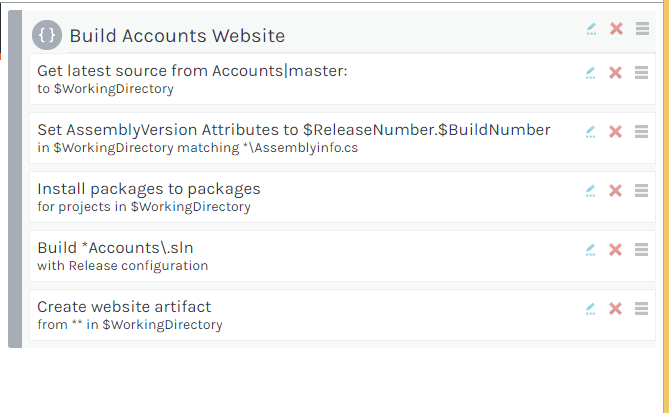 {} Build Accounts Website
Get latest source from Accounts|master:
to $WorkingDirectory
Set AssemblyVersion Attributes to $ReleaseNumber.$BuildNumber
in $WorkingDirectory matching *\AssemblyInfo.cs
Install packages to packages
for projects in $WorkingDirectory
Build *Accounts\.sln
with Release configuration
Create website artifact
from ** in $WorkingDirectory